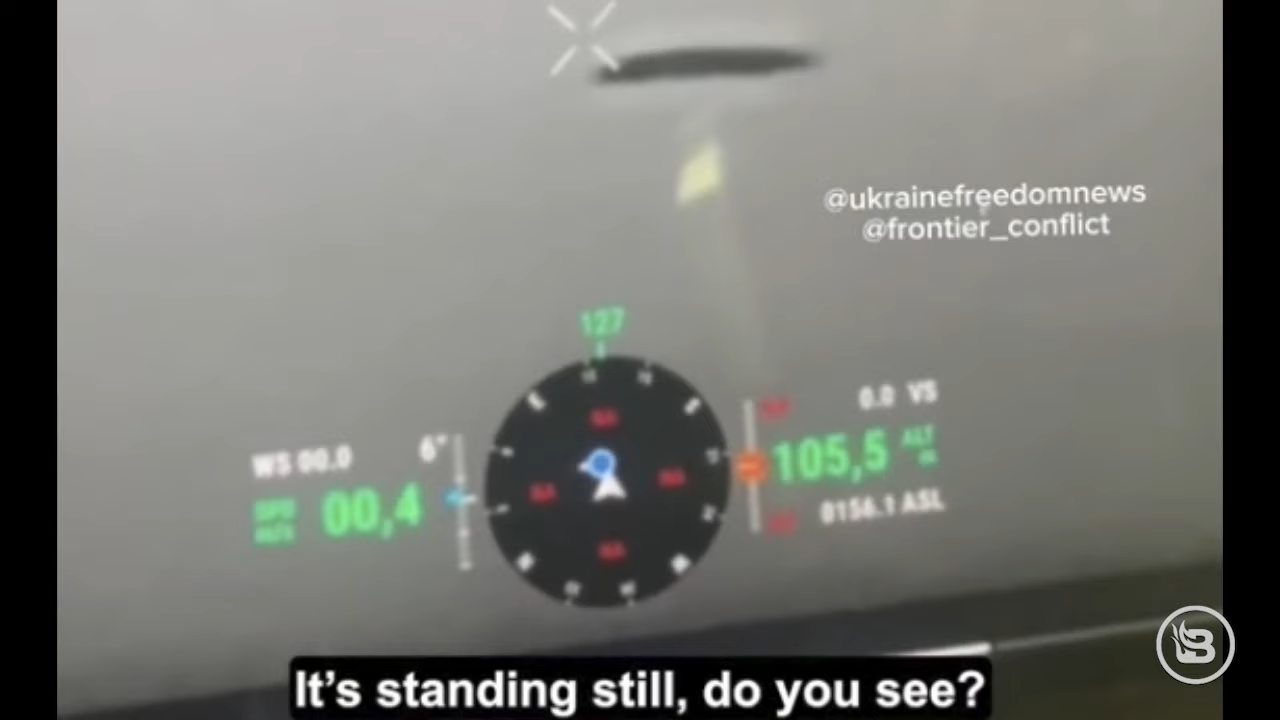 @ukrainefreedomnews
@frontier_conflict
127
0.0 VS
WS 00.0
6°
105,5 ALT
00,4
0156.1 ASL
It's standing still, do you see?
B